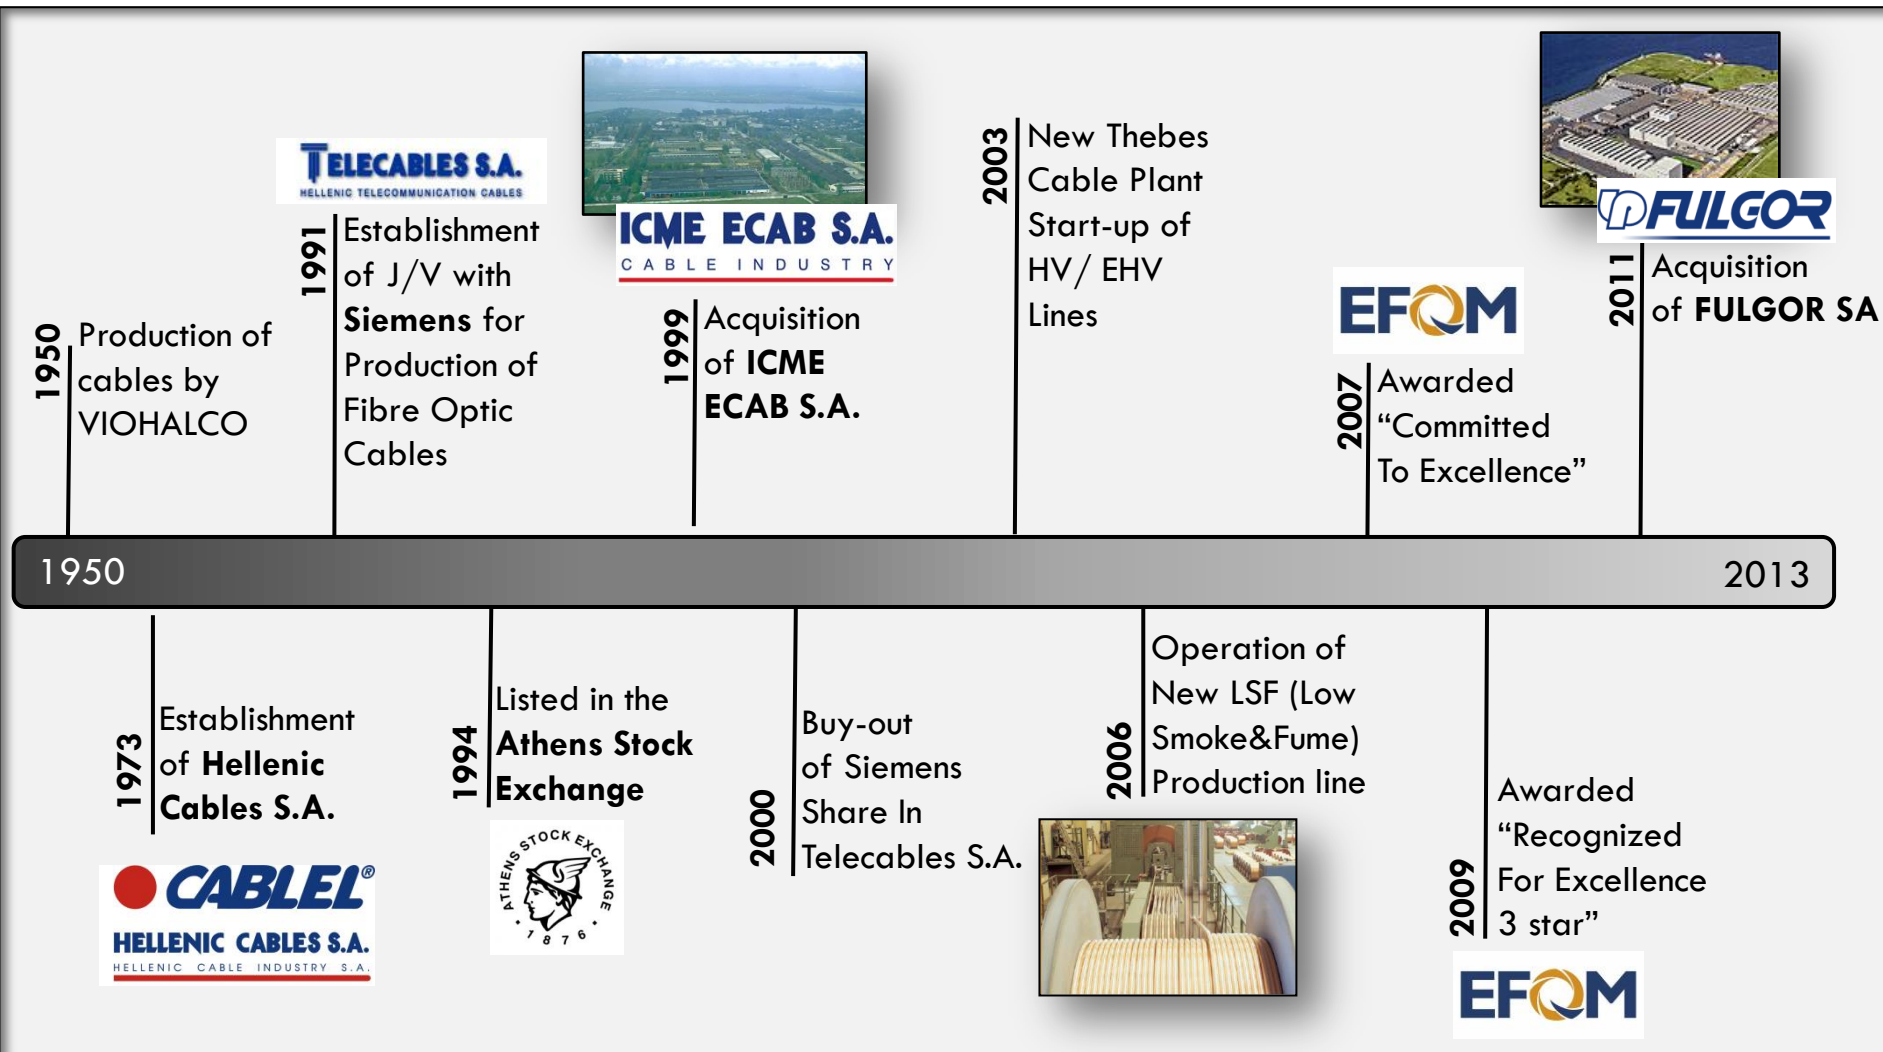 TELECABLES S.A.
HELLENIC TELECOMMUNICATION CABLES
ICME ECAB S.A.
CABLE INDUSTRY
FULGOR
EFQM
1950
Production of
cables by
VIOHALCO
1991
Establishment
of J/V with
Siemens for
Production of
Fibre Optic
Cables
1999
Acquisition
of ICME
ECAB S.A.
2003
New Thebes
Cable Plant
Start-up of
HV/ EHV
Lines
2007
Awarded
“Committed
To Excellence”
2011
Acquisition
of FULGOR SA
1950
2013
1973
Establishment
of Hellenic
Cables S.A.
CABLEL®
HELLENIC CABLES S.A.
HELLENIC CABLE INDUSTRY S.A.
1994
Listed in the
Athens Stock
Exchange
ATHENS STOCK EXCHANGE
• 1876 •
2000
Buy-out
of Siemens
Share In
Telecables S.A.
2006
Operation of
New LSF (Low
Smoke&Fume)
Production line
2009
Awarded
“Recognized
For Excellence
3 star”
EFQM